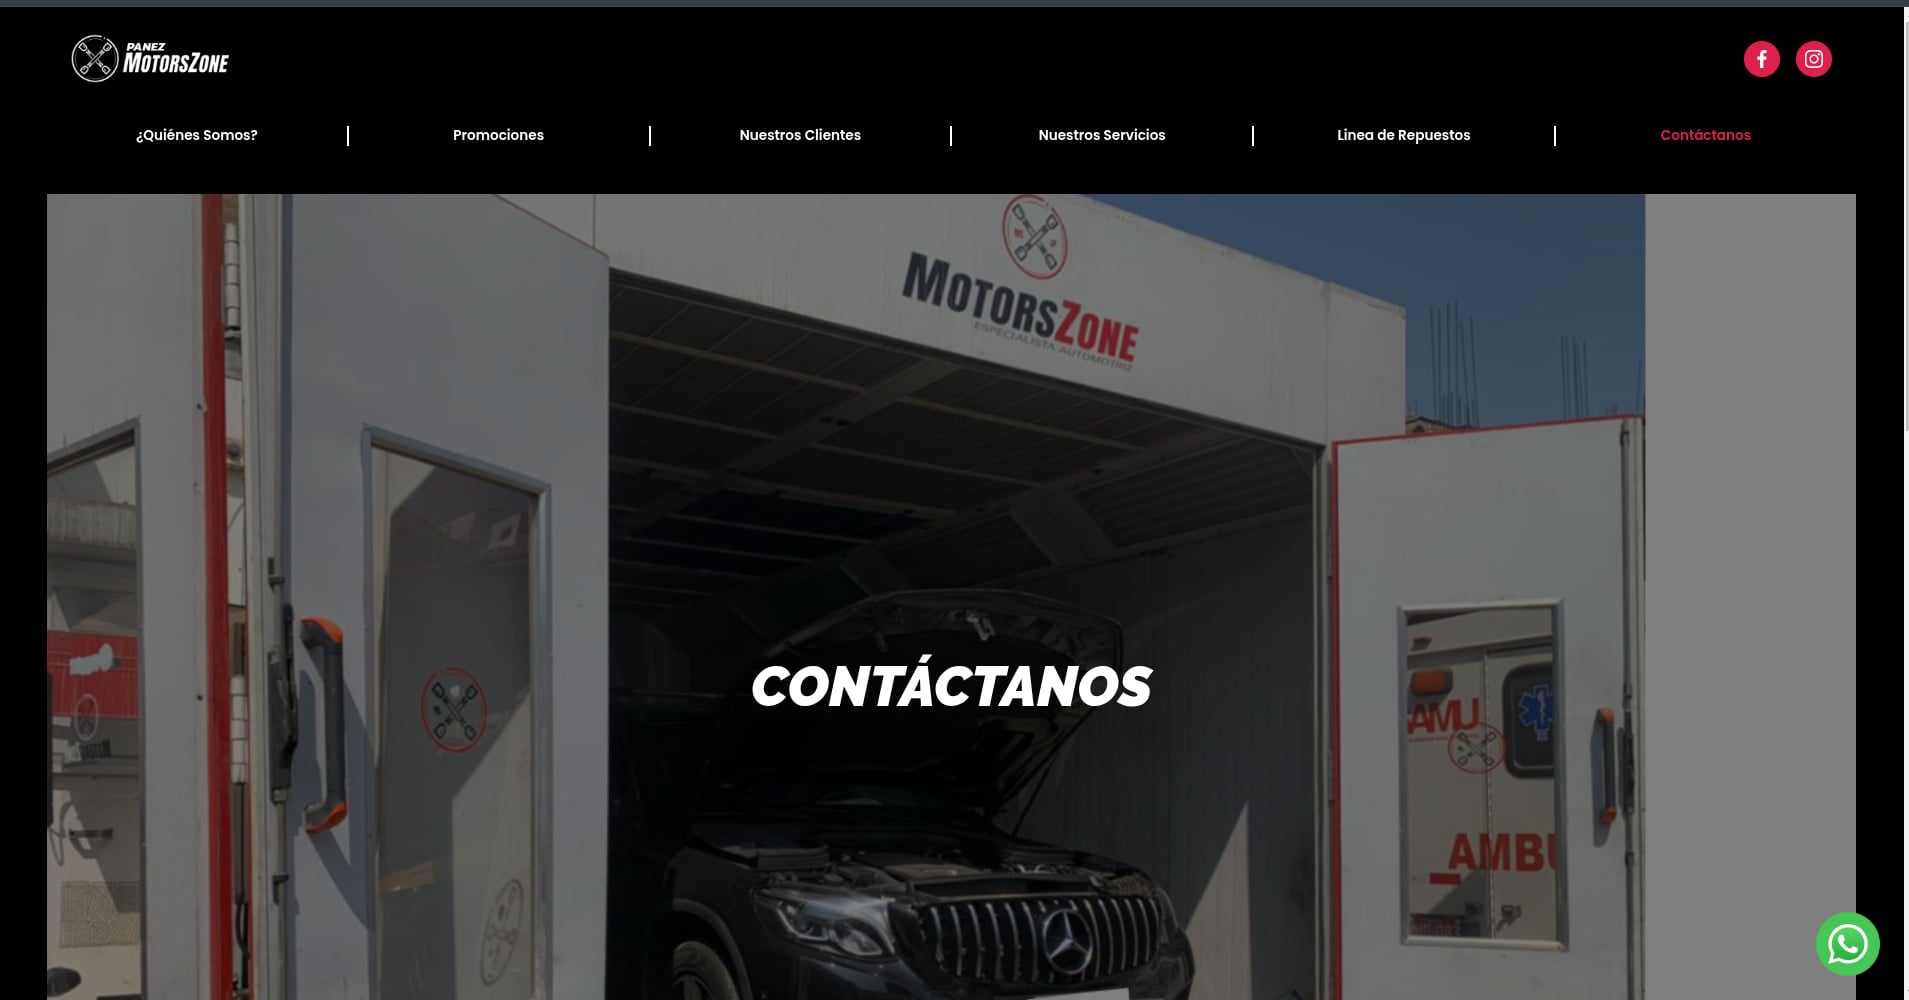 PANEZ
MOTORSZONE
¿Quiénes Somos?
Promociones
Nuestros Clientes
Nuestros Servicios
Linea de Repuestos
Contáctanos
MOTORSZONE
ESPECIALISTA AUTOMOTRIZ
CONTÁCTANOS
SAMU
AMBU